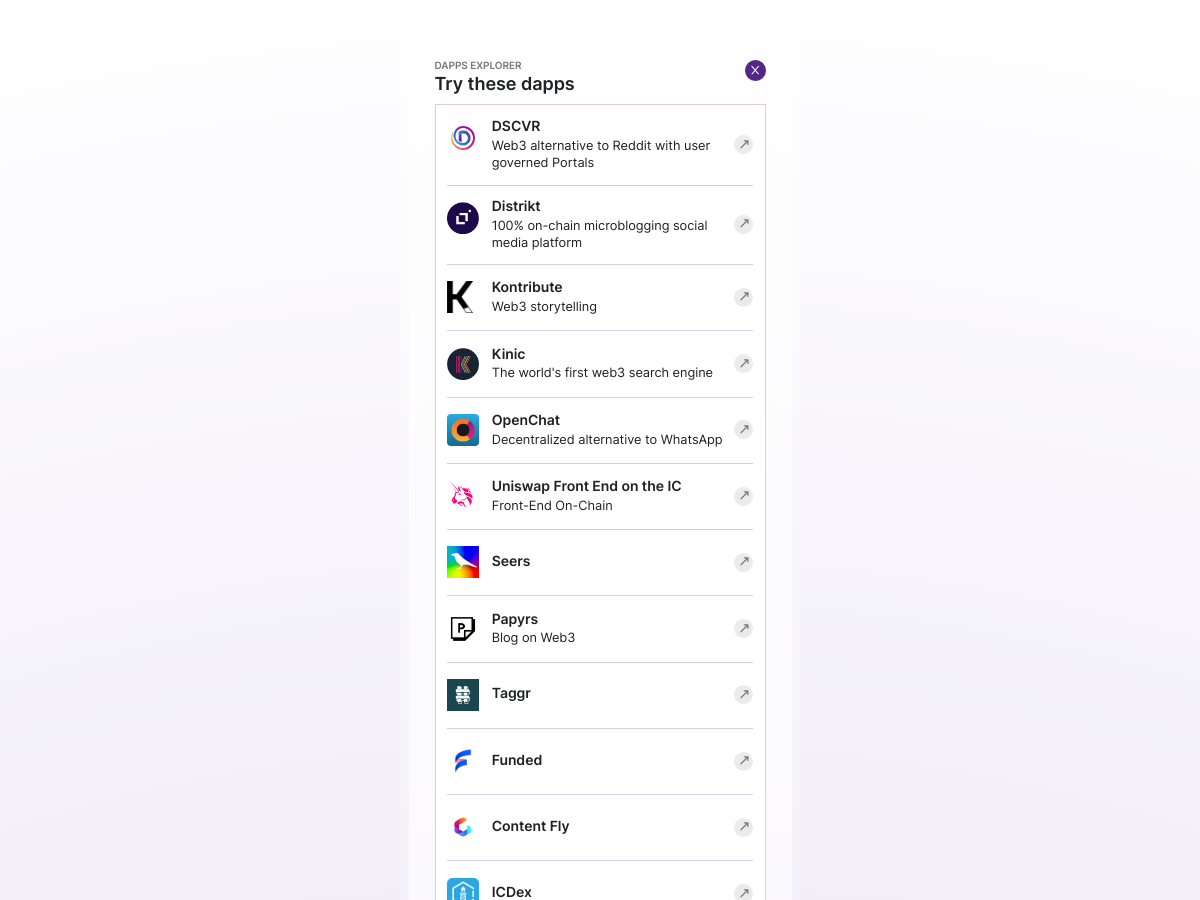 DAPPS EXPLORER
Try these dapps
X
DSCVR
Web3 alternative to Reddit with user
governed Portals
Distrikt
100% on-chain microblogging social
media platform
Kontribute
Web3 storytelling
Kinic
The world's first web3 search engine
OpenChat
Decentralized alternative to WhatsApp
Uniswap Front End on the IC
Front-End On-Chain
Seers
Papyrs
Blog on Web3
Taggr
Funded
Content Fly
ICDex